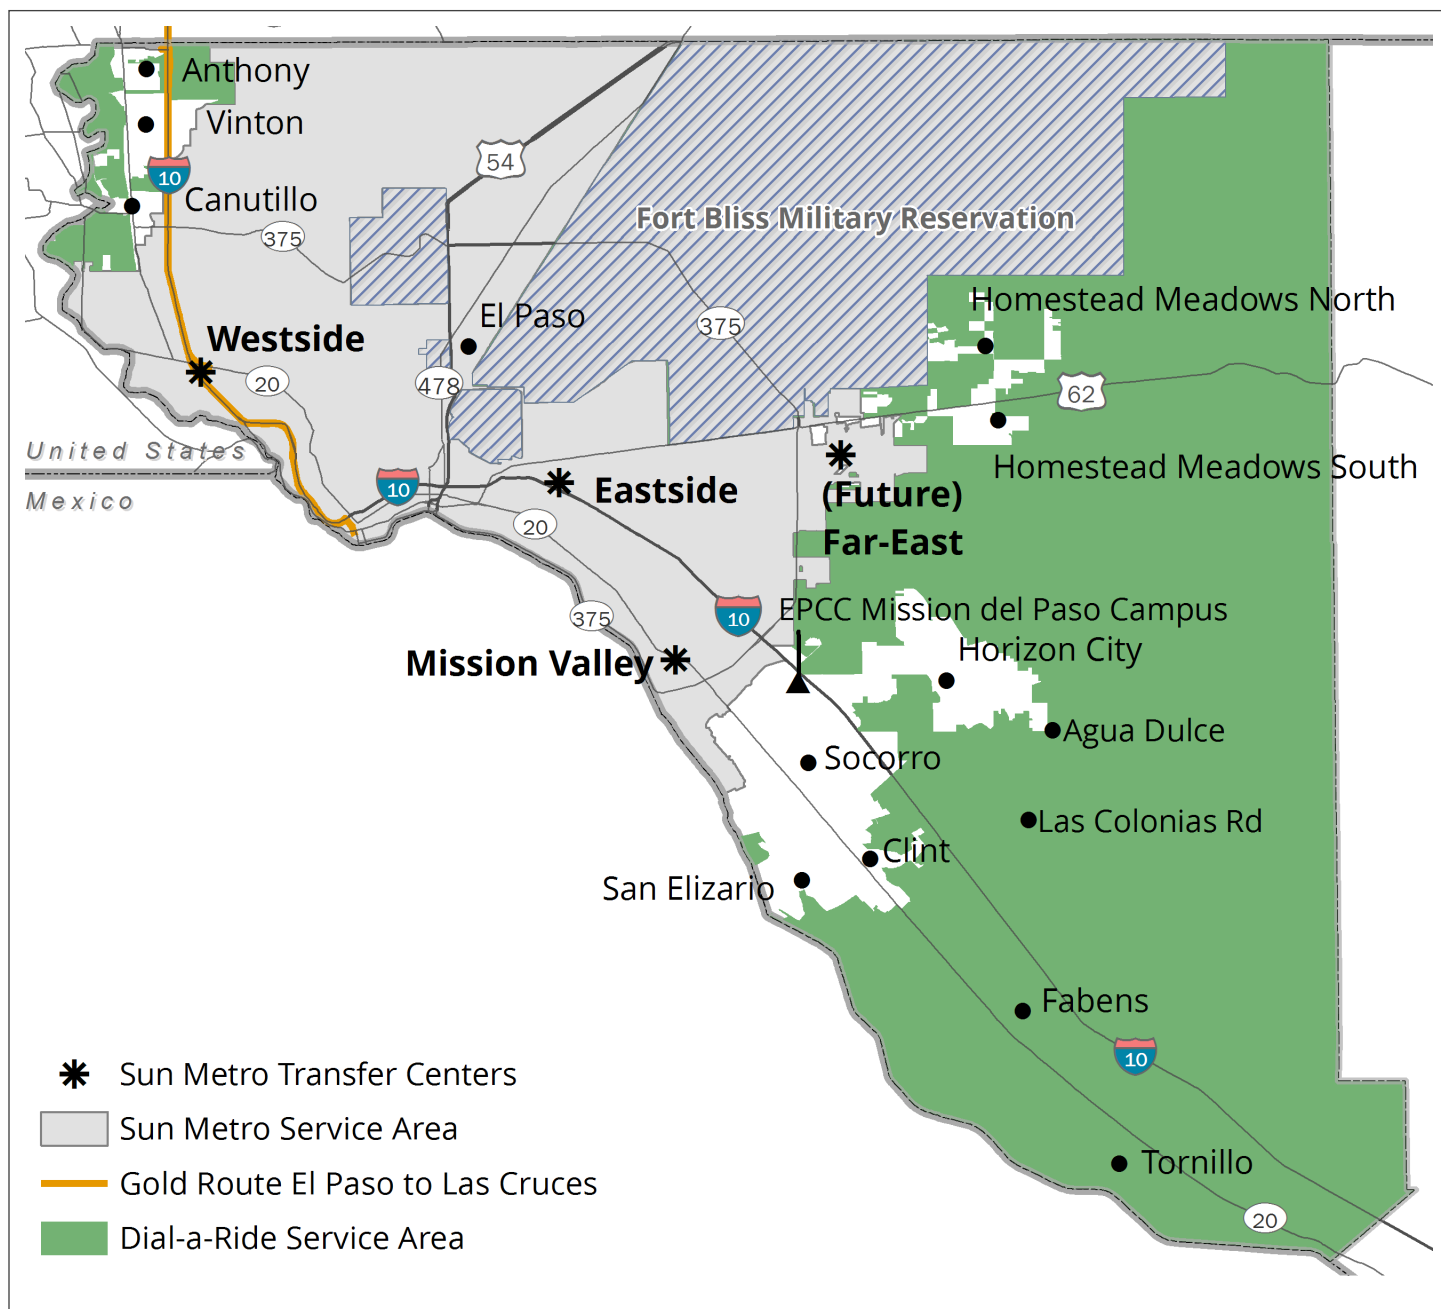 Anthony
Vinton
54
10
Canutillo
Fort Bliss Military Reservation
375
Homestead Meadows North
El Paso
375
Westside
20
478
62
United States
Homestead Meadows South
Mexico
10
Eastside
(Future)
Far-East
20
375
10
EPCC Mission del Paso Campus
Horizon City
Mission Valley
Agua Dulce
Socorro
Las Colonias Rd
Clint
San Elizario
Fabens
10
Tornillo
20
Sun Metro Transfer Centers
Sun Metro Service Area
Gold Route El Paso to Las Cruces
Dial-a-Ride Service Area